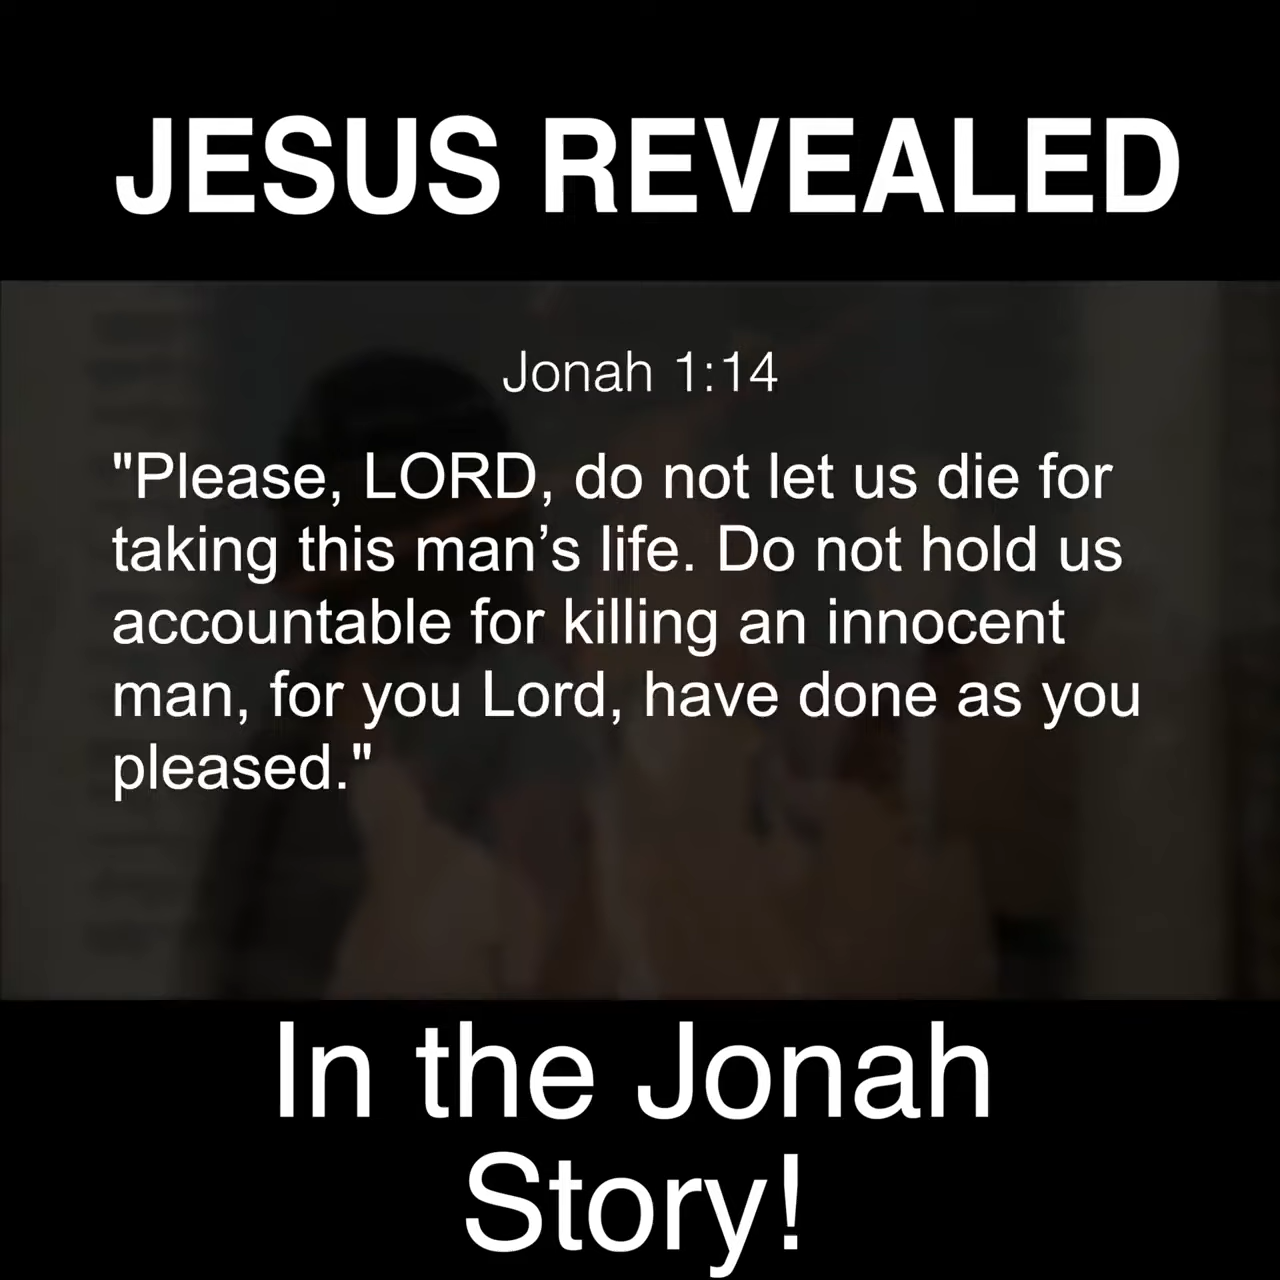 JESUS REVEALED
Jonah 1:14
"Please, LORD, do not let us die for
taking this man’s life. Do not hold us
accountable for killing an innocent
man, for you Lord, have done as you
pleased."
In the Jonah
Story!